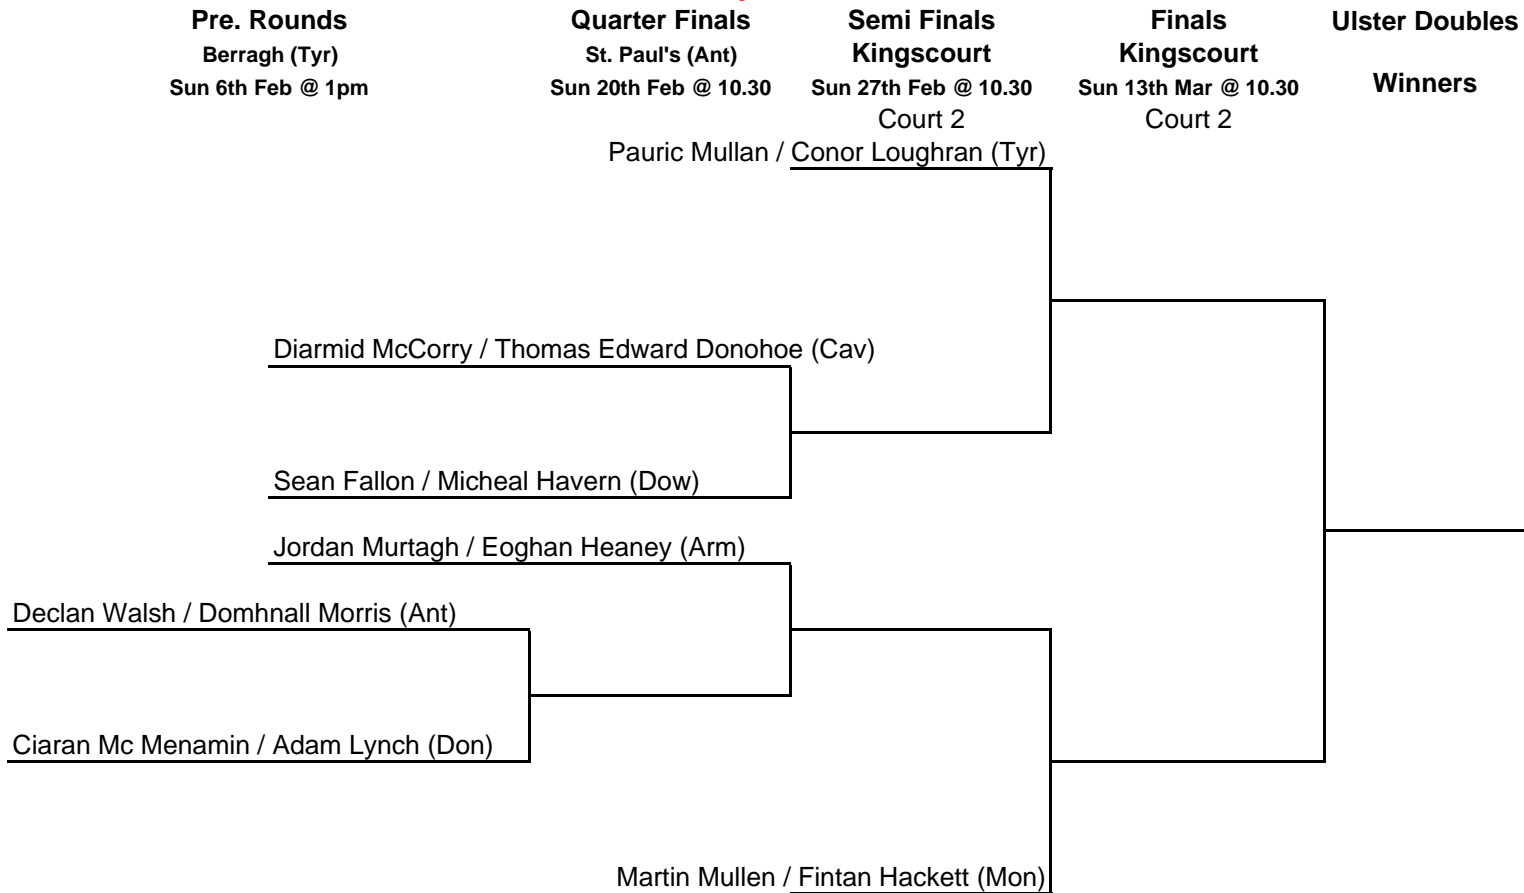 Pre. Rounds Quarter Finals Semi Finals Finals Ulster Doubles
Berragh (Tyr) St. Paul's (Ant) Kingscourt Kingscourt
Sun 6th Feb @ 1pm Sun 20th Feb @ 10.30 Sun 27th Feb @ 10.30 Sun 13th Mar @ 10.30 Winners
Court 2 Court 2
Pauric Mullan / Conor Loughran (Tyr)
Diarmid McCorry / Thomas Edward Donohoe (Cav)
Sean Fallon / Micheal Havern (Dow)
Jordan Murtagh / Eoghan Heaney (Arm)
Declan Walsh / Domhnall Morris (Ant)
Ciaran Mc Menamin / Adam Lynch (Don)
Martin Mullen / Fintan Hackett (Mon)